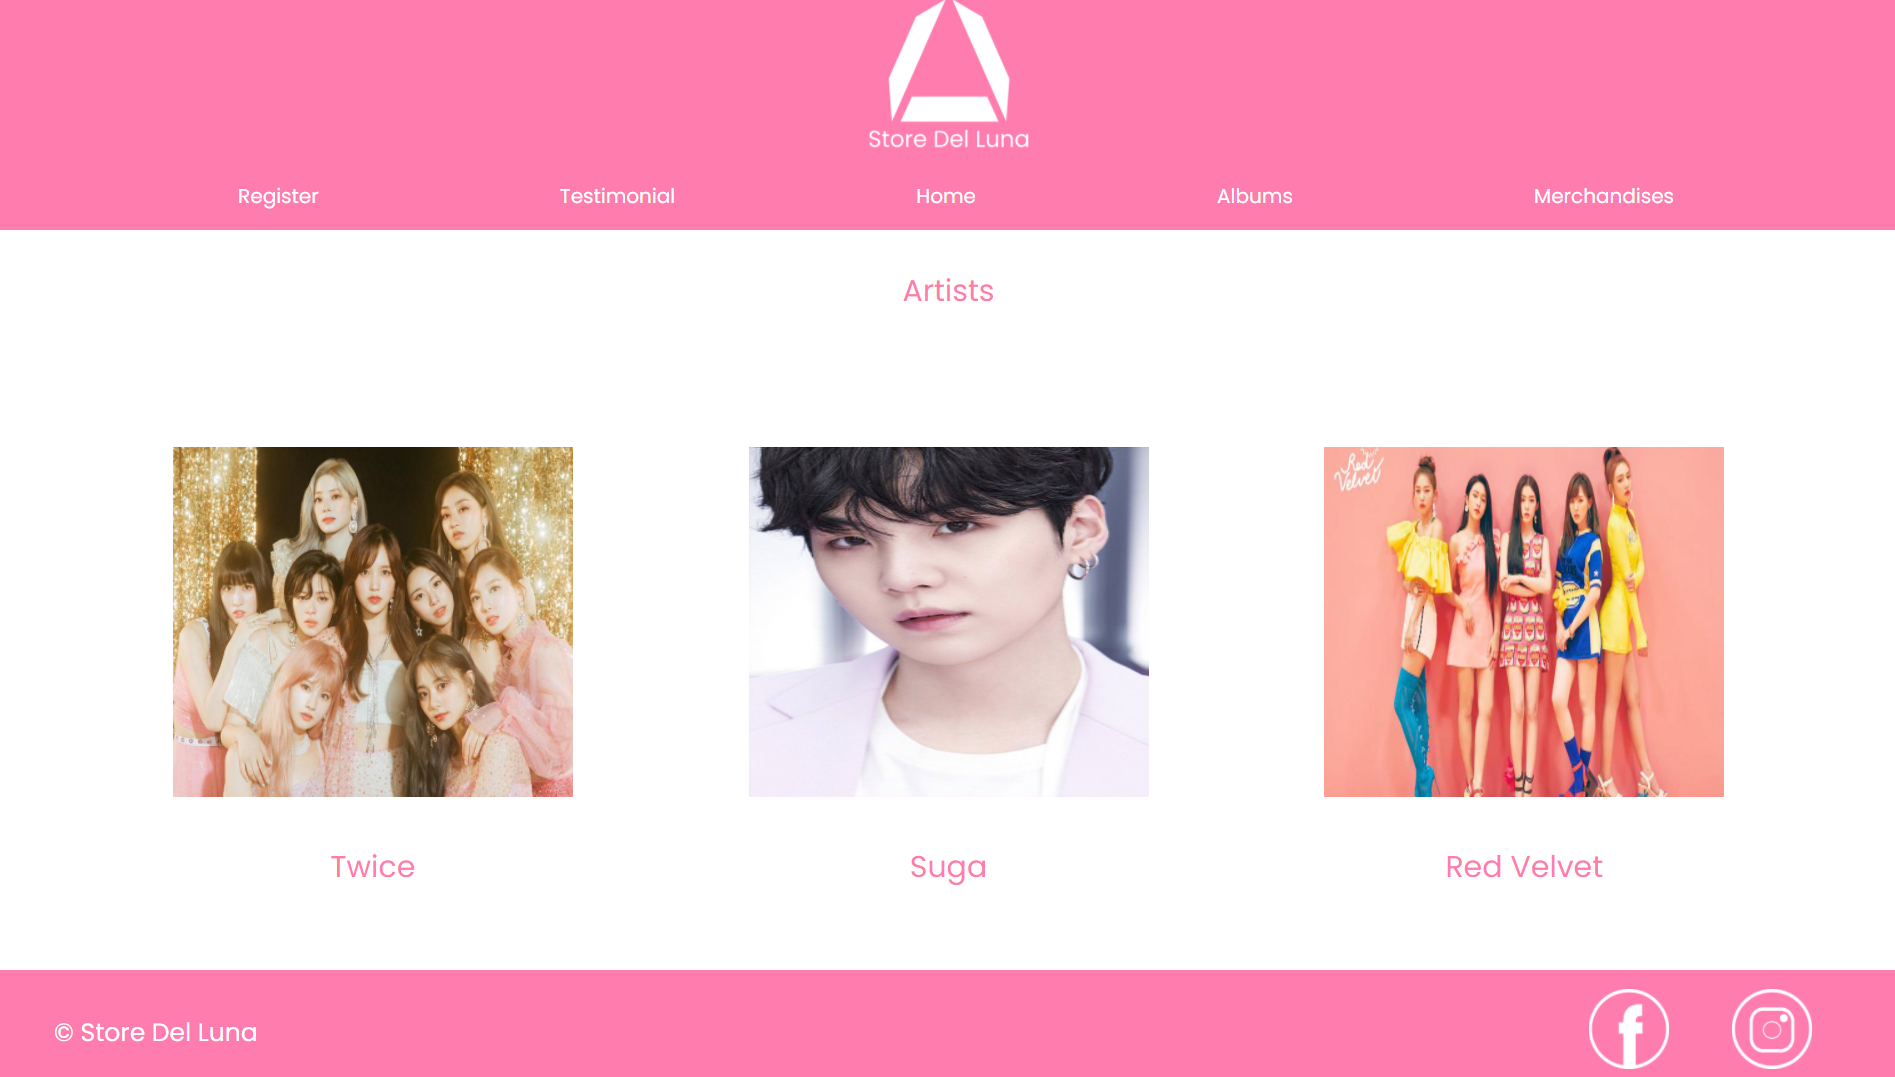 Store Del Luna
Register Testimonial Home Albums Merchandises
Artists
Red
Velvet
Twice Suga Red Velvet
© Store Del Luna